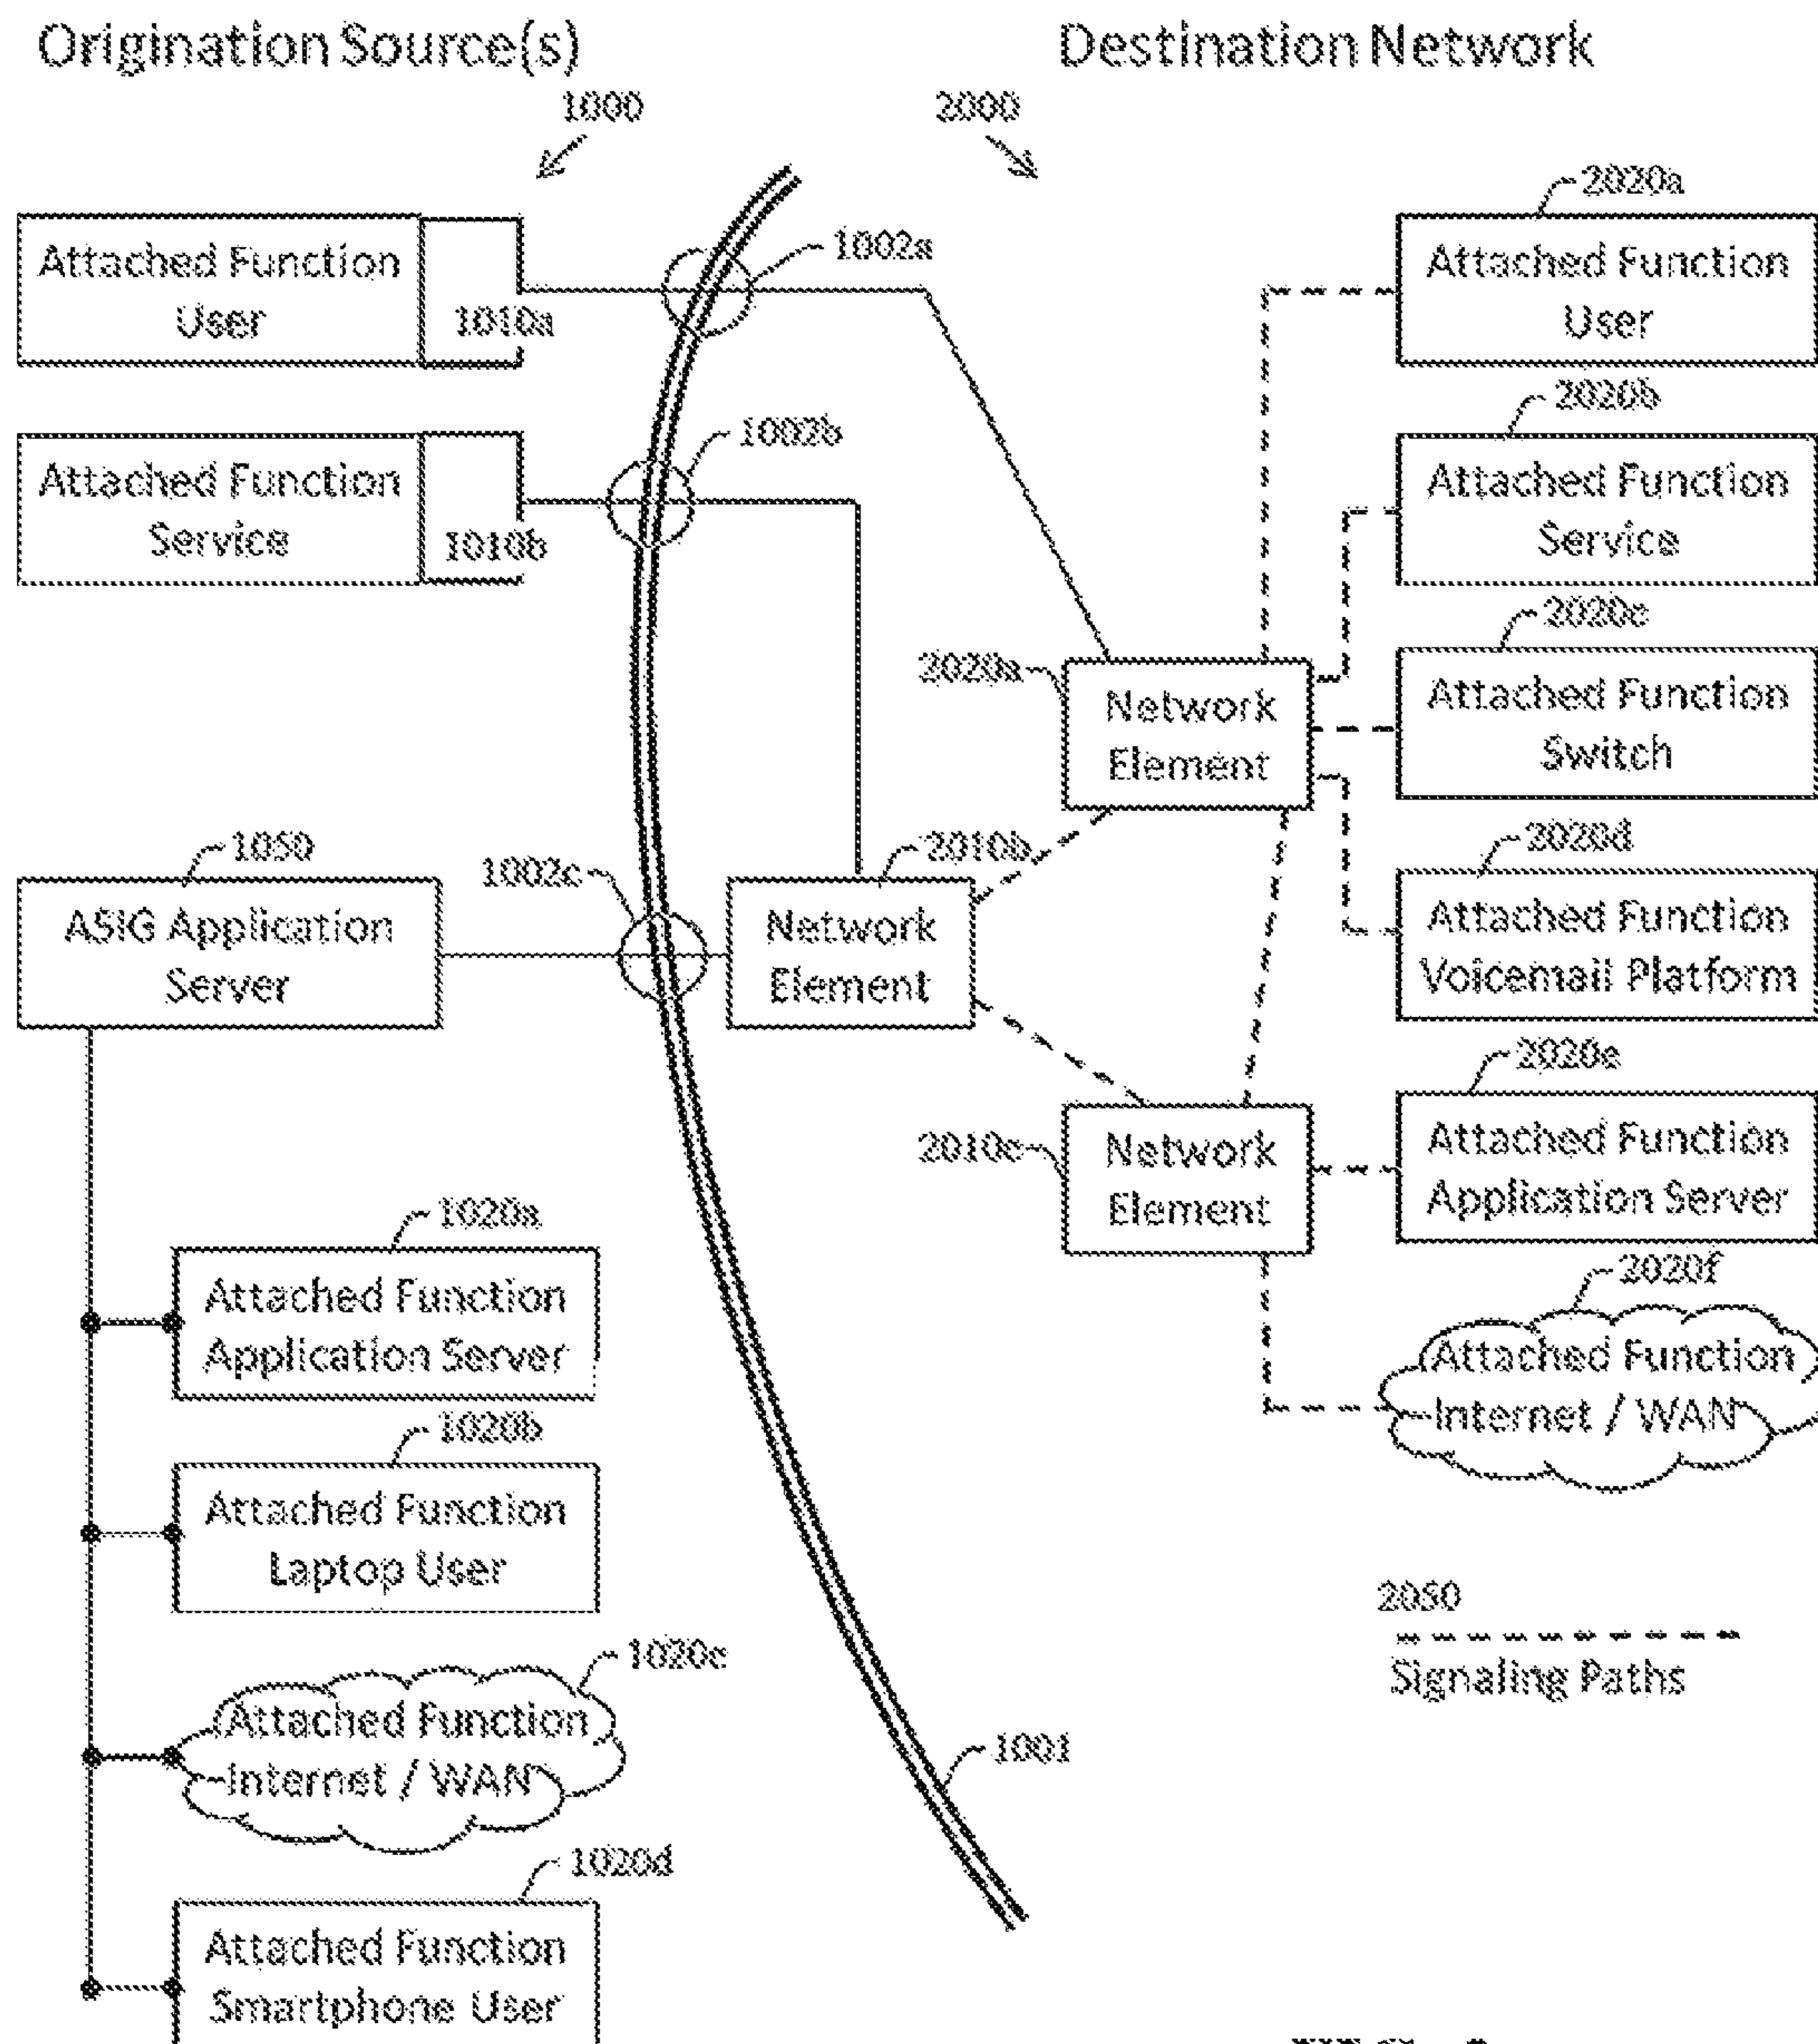 Origination Source(s)
Destination Network
1000
2000
2020a
Attached Function
User
1010a
1002a
Attached Function
User
2020b
1002b
Attached Function
Service
1010b
Attached Function
Service
2020c
2020a
Network
Element
Attached Function
Switch
1050
1002c
2010b
2020d
ASIG Application
Server
Network
Element
Attached Function
Voicemail Platform
2020e
2010c
Network
Element
Attached Function
Application Server
1020a
2020f
Attached Function
Application Server
Attached Function
Internet / WAN
1020b
Attached Function
Laptop User
2050
Signaling Paths
1020c
Attached Function
Internet / WAN
1001
1020d
Attached Function
Smartphone User